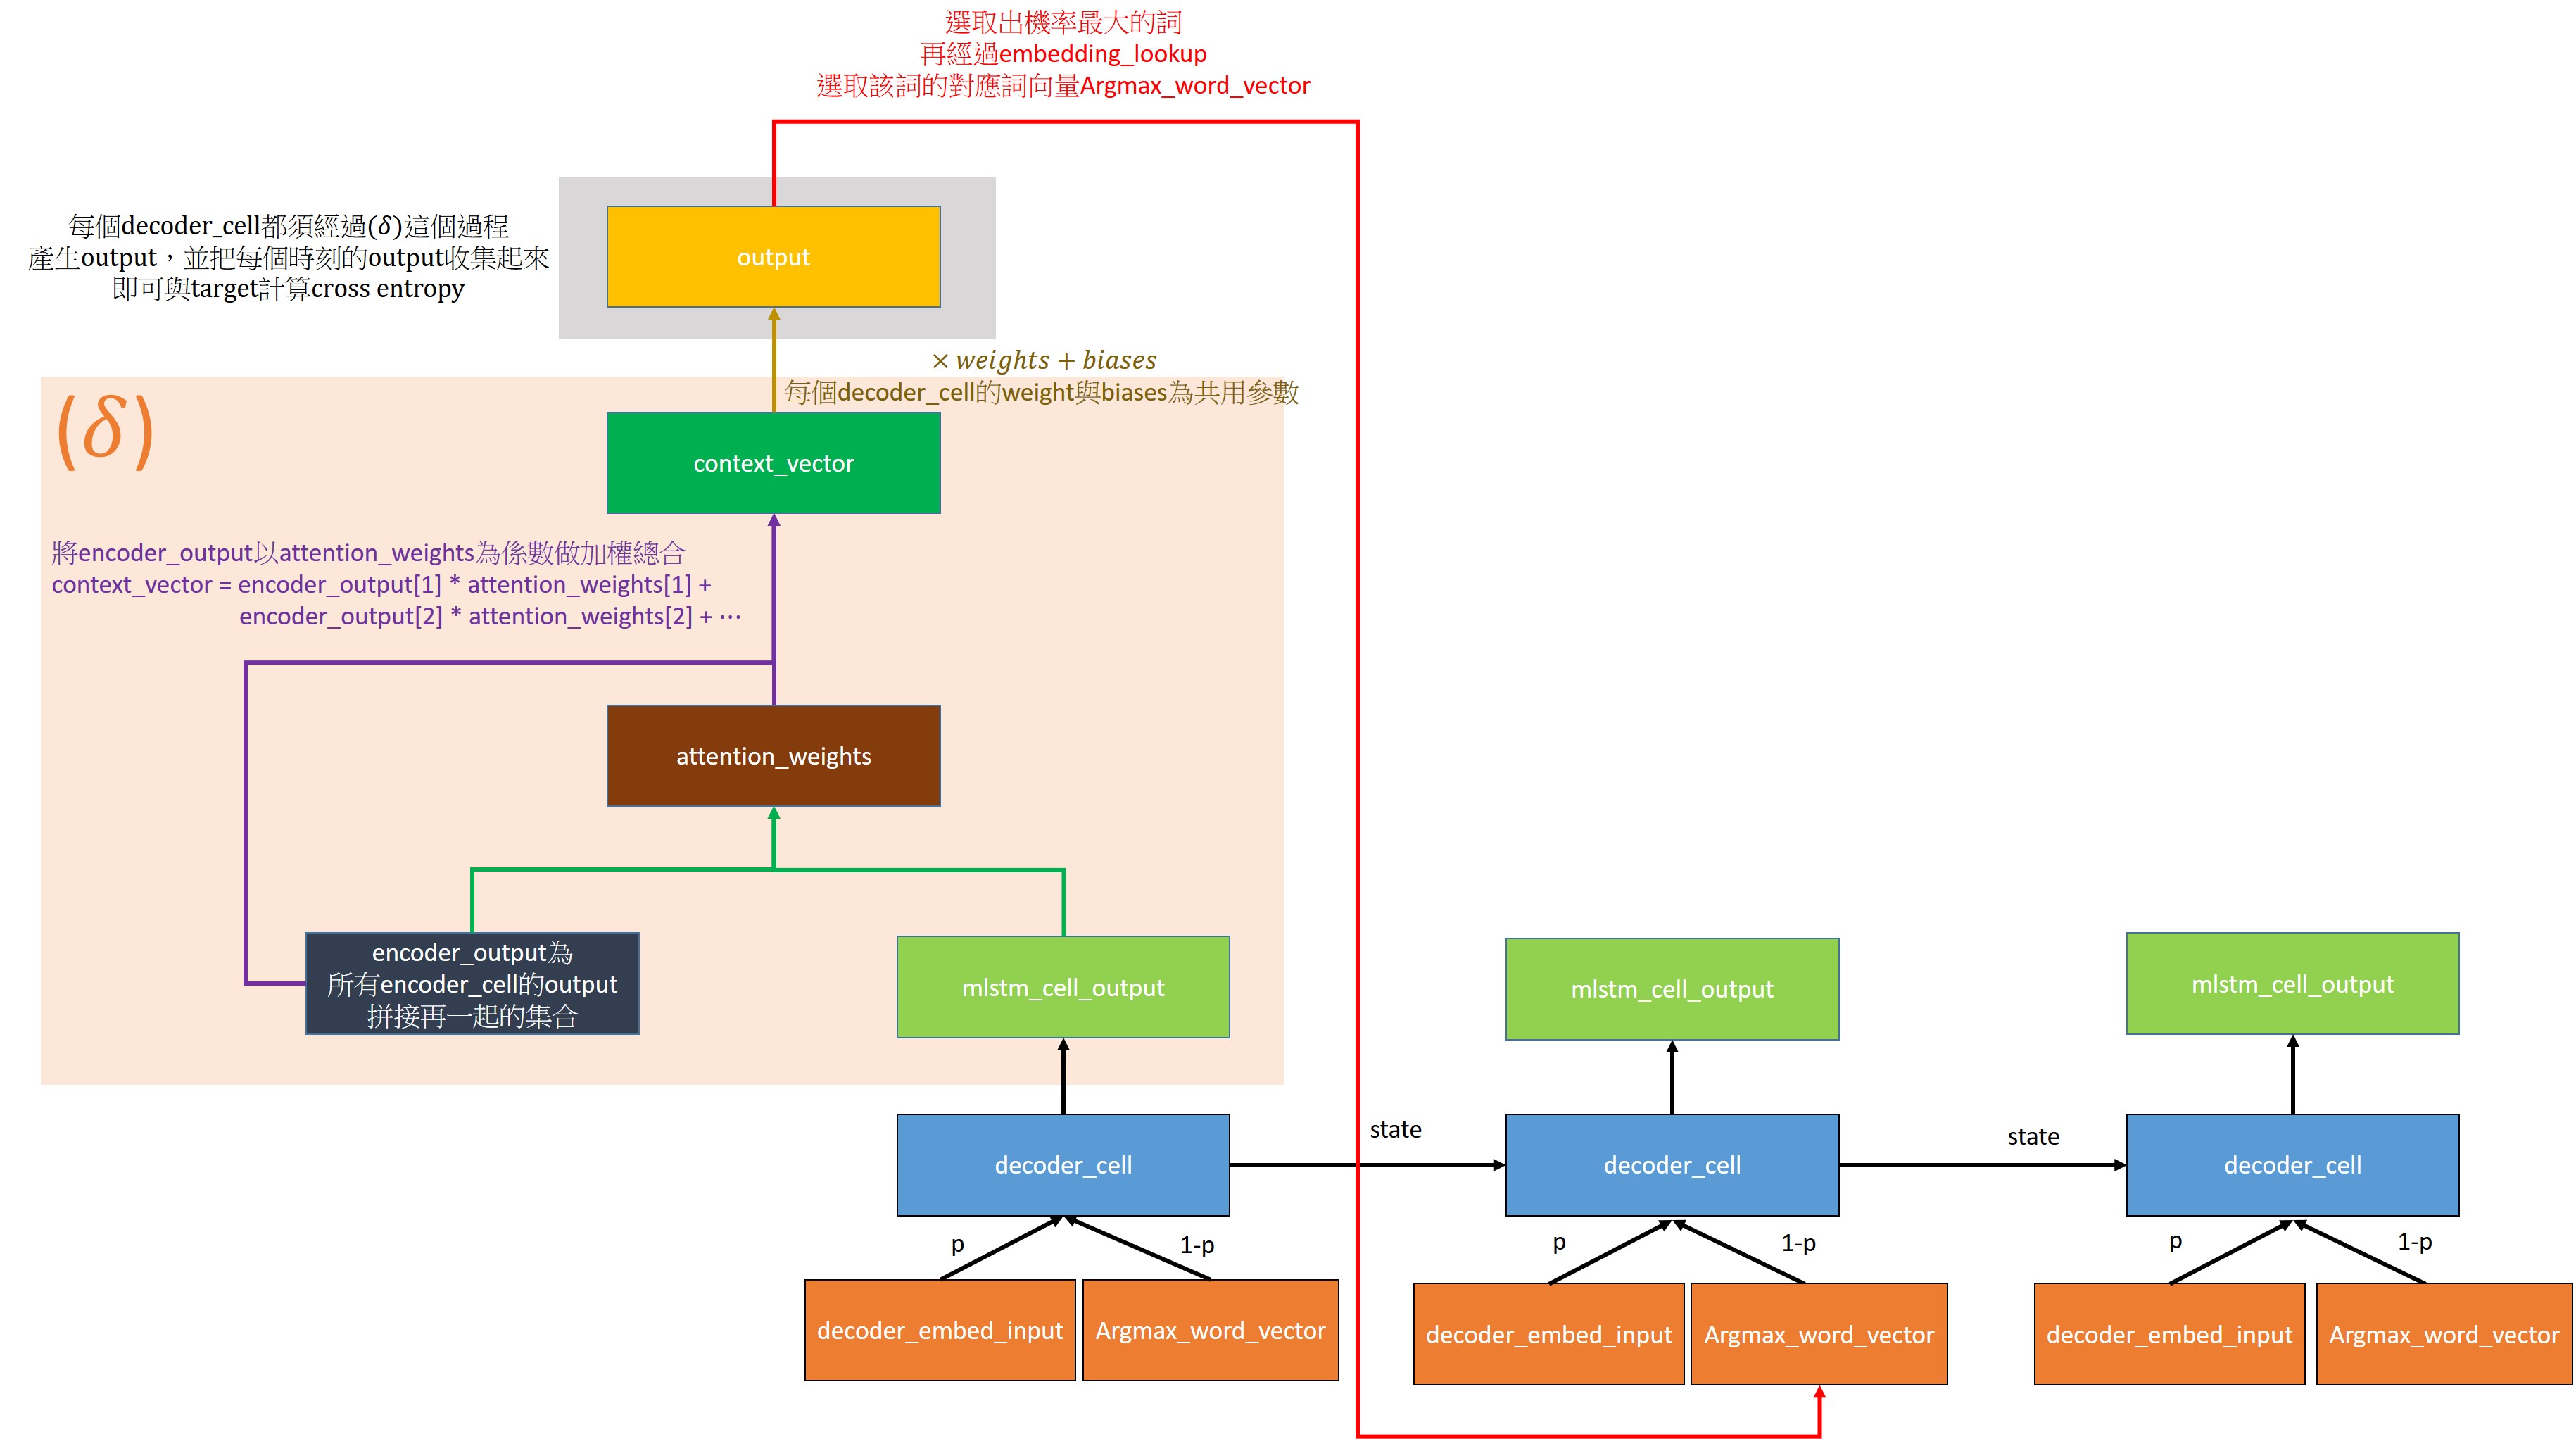 選取出機率最大的詞
再經過embedding_lookup
選取該詞的對應詞向量Argmax_word_vector
每個decoder_cell都須經過(δ)這個過程
產生output，並把每個時刻的output收集起來
即可與target計算cross entropy
output
× weights + biases
每個decoder_cell的weight與biases為共用參數
(δ)
context_vector
將encoder_output以attention_weights為係數做加權總合
context_vector = encoder_output[1] * attention_weights[1] +
encoder_output[2] * attention_weights[2] + ⋯
attention_weights
encoder_output為
所有encoder_cell的output
拼接再一起的集合
mlstm_cell_output
mlstm_cell_output
mlstm_cell_output
decoder_cell
state
decoder_cell
state
decoder_cell
p
1-p
p
1-p
p
1-p
decoder_embed_input
Argmax_word_vector
decoder_embed_input
Argmax_word_vector
decoder_embed_input
Argmax_word_vector